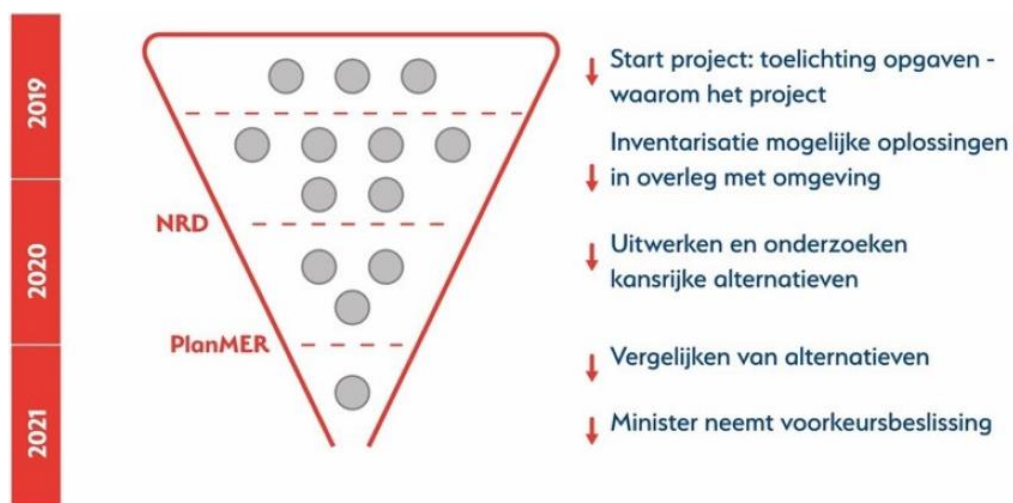 2019
Start project: toelichting opgaven -
waarom het project
Inventarisatie mogelijke oplossingen
in overleg met omgeving
NRD
2020
Uitwerken en onderzoeken
kansrijke alternatieven
PlanMER
Vergelijken van alternatieven
2021
Minister neemt voorkeursbeslissing